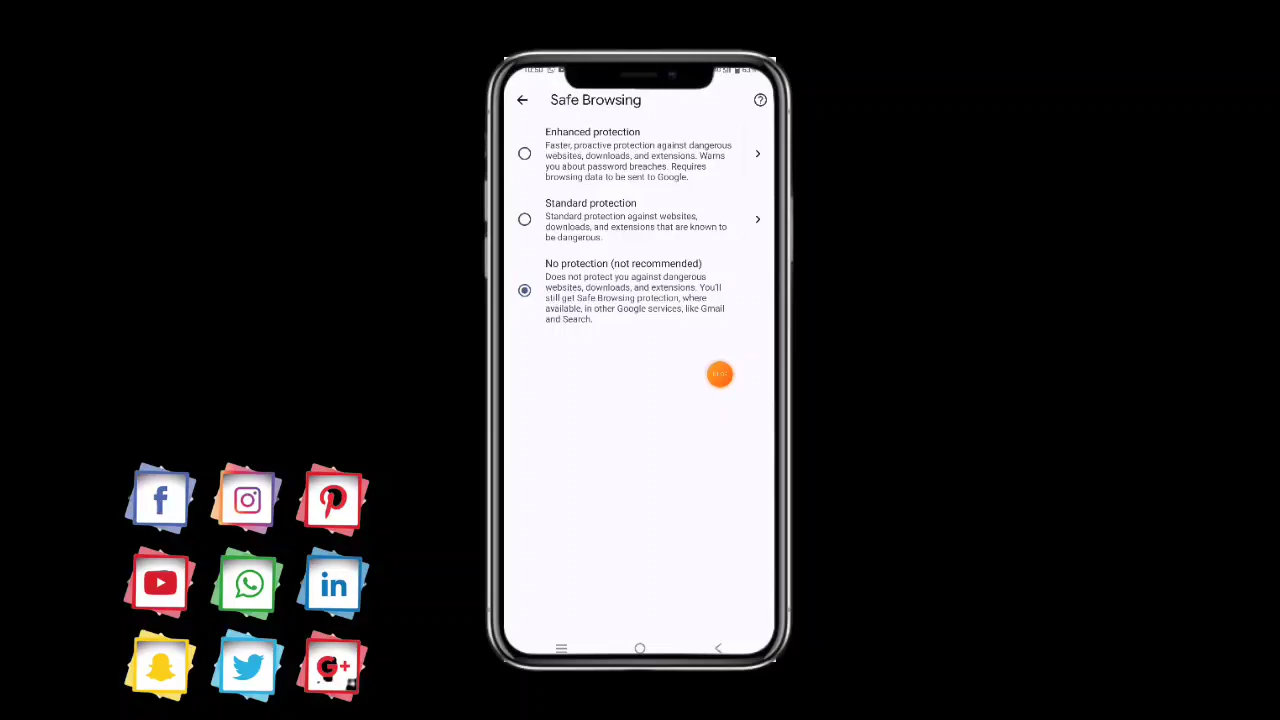 Safe Browsing
Enhanced protection
Faster, proactive protection against dangerous
websites, downloads, and extensions. Warns
you about password breaches. Requires
browsing data to be sent to Google.
Standard protection
Standard protection against websites,
downloads, and extensions that are known to
be dangerous.
No protection (not recommended)
Does not protect you against dangerous
websites, downloads, and extensions. You'll
still get Safe Browsing protection, where
available, in other Google services, like Gmail
and Search.
in
G+